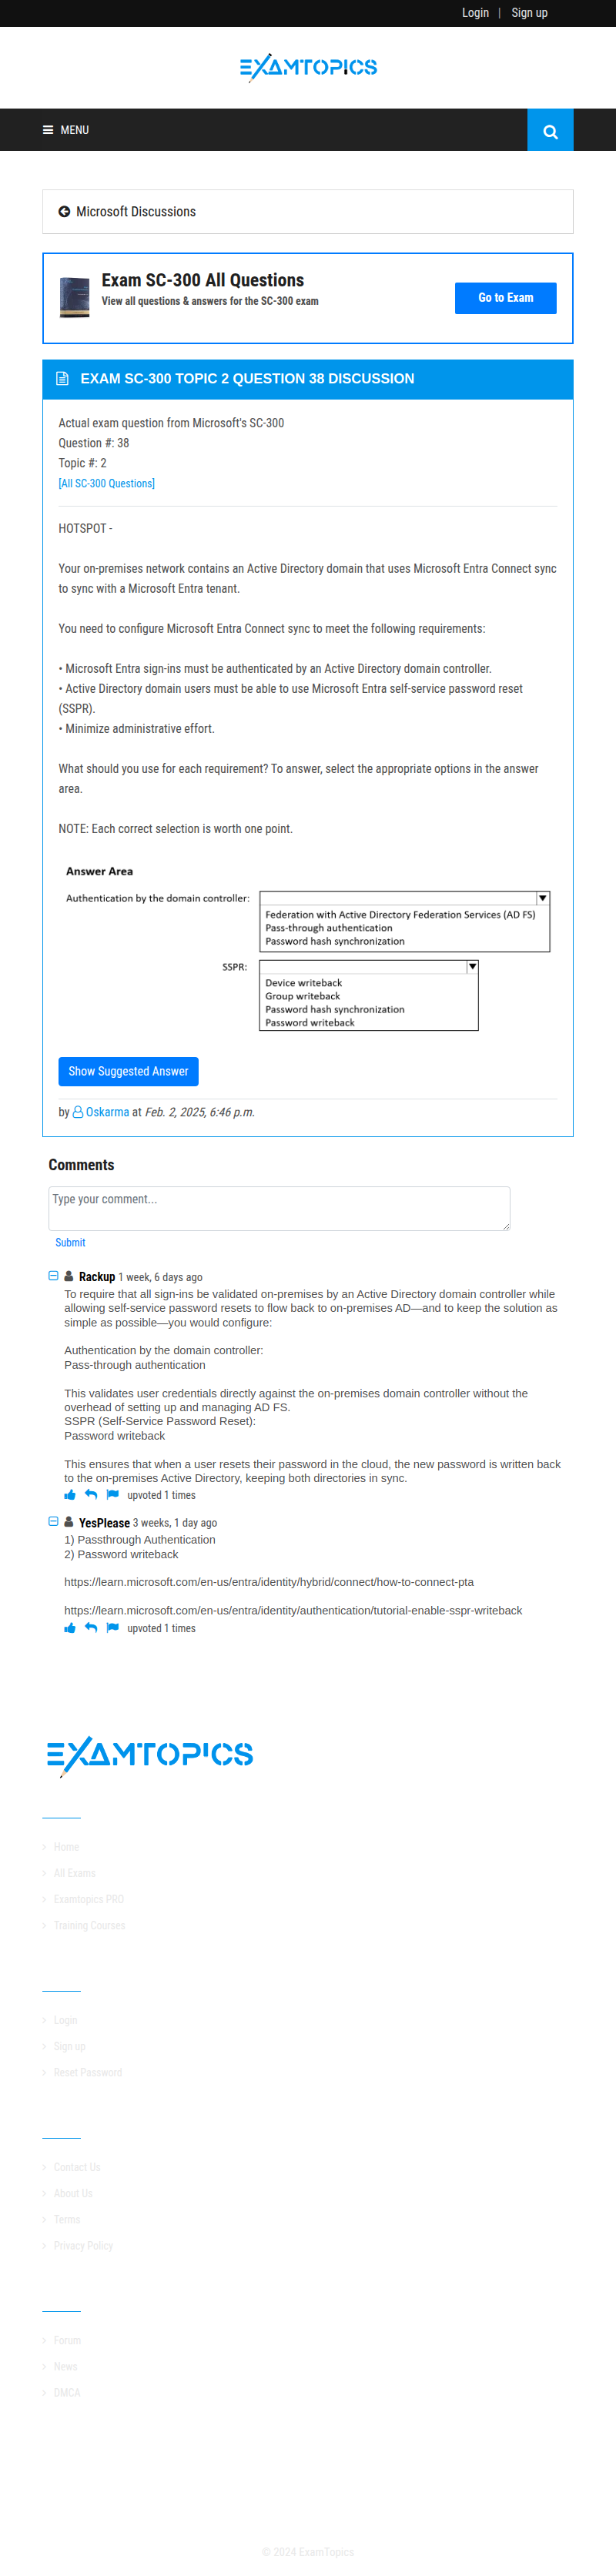 Login | Sign up
EXAMTOPICS
MENU
Microsoft Discussions
Exam SC-300 All Questions
View all questions & answers for the SC-300 exam
Go to Exam
EXAM SC-300 TOPIC 2 QUESTION 38 DISCUSSION
Actual exam question from Microsoft's SC-300
Question #: 38
Topic #: 2
[All SC-300 Questions]
HOTSPOT -
Your on-premises network contains an Active Directory domain that uses Microsoft Entra Connect sync
to sync with a Microsoft Entra tenant.
You need to configure Microsoft Entra Connect sync to meet the following requirements:
• Microsoft Entra sign-ins must be authenticated by an Active Directory domain controller.
• Active Directory domain users must be able to use Microsoft Entra self-service password reset
(SSPR).
• Minimize administrative effort.
What should you use for each requirement? To answer, select the appropriate options in the answer
area.
NOTE: Each correct selection is worth one point.
Answer Area
Authentication by the domain controller:
Federation with Active Directory Federation Services (AD FS)
Pass-through authentication
Password hash synchronization
SSPR:
Device writeback
Group writeback
Password hash synchronization
Password writeback
Show Suggested Answer
by Oskarma at Feb. 2, 2025, 6:46 p.m.
Comments
Type your comment...
Submit
Rackup 1 week, 6 days ago
To require that all sign-ins be validated on-premises by an Active Directory domain controller while
allowing self-service password resets to flow back to on-premises AD—and to keep the solution as
simple as possible—you would configure:
Authentication by the domain controller:
Pass-through authentication
This validates user credentials directly against the on-premises domain controller without the
overhead of setting up and managing AD FS.
SSPR (Self-Service Password Reset):
Password writeback
This ensures that when a user resets their password in the cloud, the new password is written back
to the on-premises Active Directory, keeping both directories in sync.
upvoted 1 times
YesPlease 3 weeks, 1 day ago
1) Passthrough Authentication
2) Password writeback
https://learn.microsoft.com/en-us/entra/identity/hybrid/connect/how-to-connect-pta
https://learn.microsoft.com/en-us/entra/identity/authentication/tutorial-enable-sspr-writeback
upvoted 1 times
EXAMTOPICS
Home
All Exams
Examtopics PRO
Training Courses
Login
Sign up
Reset Password
Contact Us
About Us
Terms
Privacy Policy
Forum
News
DMCA
© 2024 ExamTopics